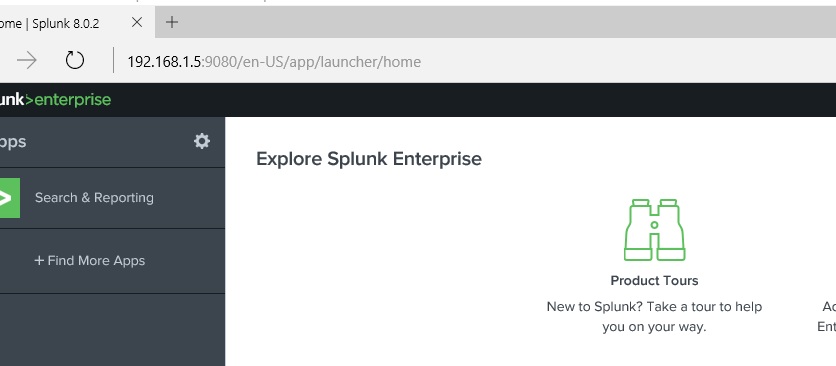 ome | Splunk 8.0.2
192.168.1.5:9080/en-US/app/launcher/home
unk>enterprise
pps
Explore Splunk Enterprise
Search & Reporting
+ Find More Apps
Product Tours
New to Splunk? Take a tour to help
you on your way.
Ad
Ent